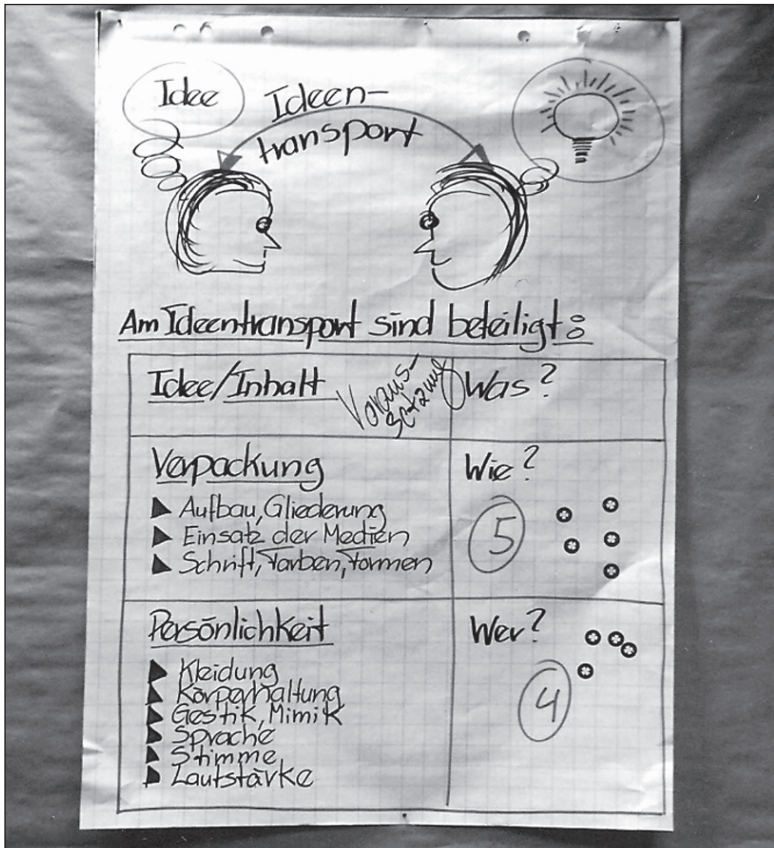 Idee
Ideen-
transport
Am Ideentransport sind beteiligt:
Idee/Inhalt
Voraus-
setzung
Was?
Verpackung
Wie?
Aufbau, Gliederung
Einsatz der Medien
Schrift, Farben, Formen
5
Persönlichkeit
Wer?
Kleidung
Körperhaltung
Gestik, Mimik
Sprache
Stimme
Lautstärke
4